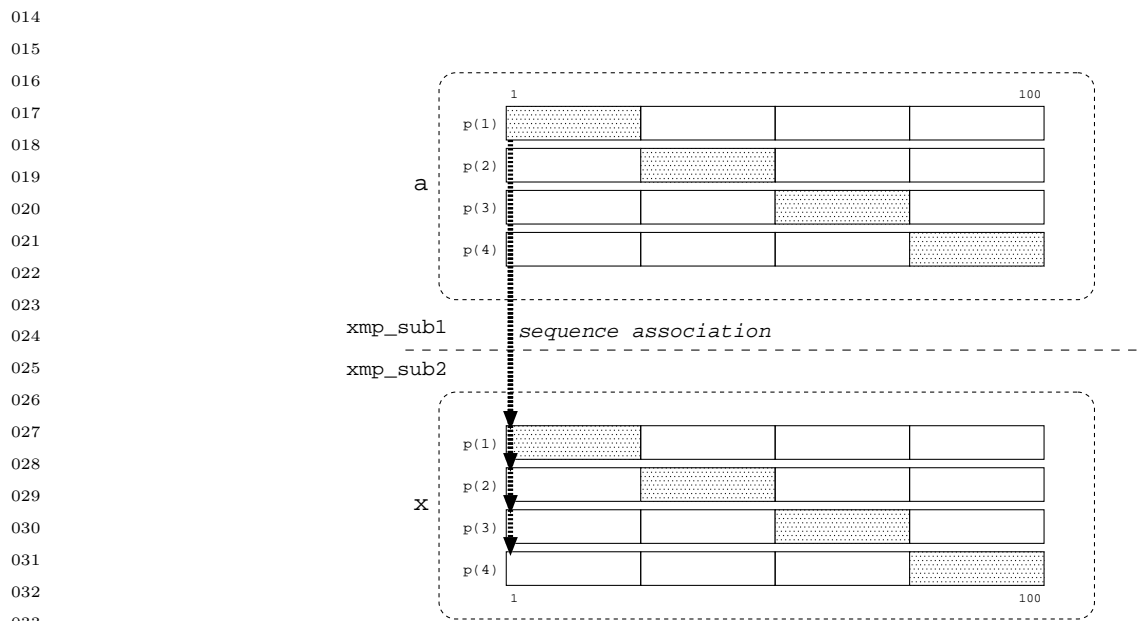 014
015
016
1 100
017 p(1)
018 p(2)
019 a
020 p(3)
021 p(4)
022
023
024 xmp_sub1 sequence association
025 xmp_sub2
026
027 p(1)
028 p(2)
029 x
030 p(3)
031 p(4)
032 1 100